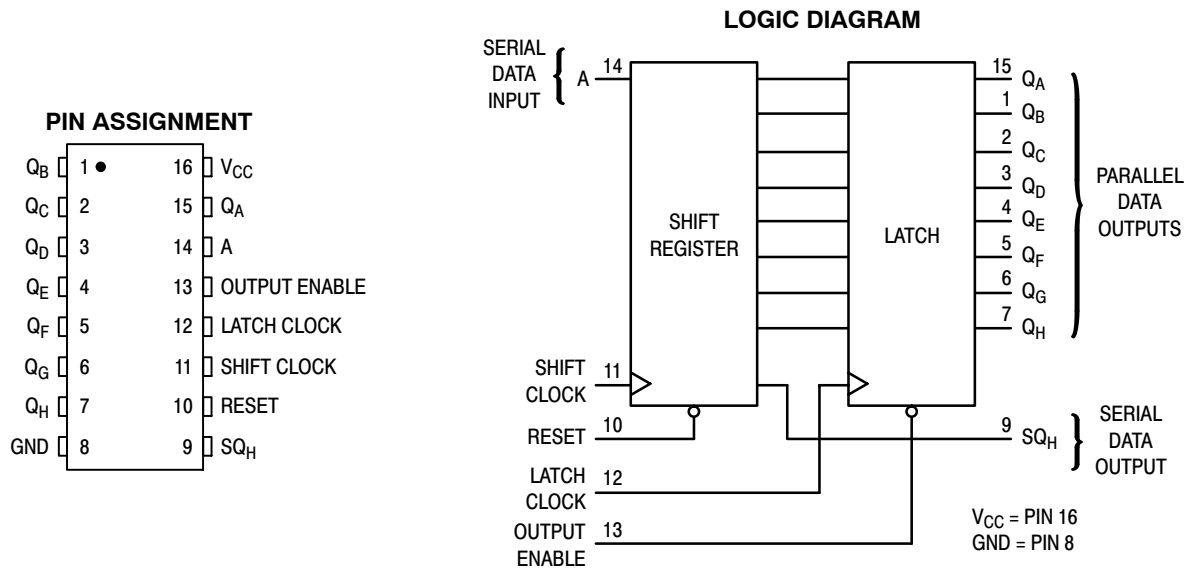 PIN ASSIGNMENT
QB 1 16 VCC
QC 2 15 QA
QD 3 14 A
QE 4 13 OUTPUT ENABLE
QF 5 12 LATCH CLOCK
QG 6 11 SHIFT CLOCK
QH 7 10 RESET
GND 8 9 SQH
LOGIC DIAGRAM
SERIAL
DATA
INPUT
A 14
SHIFT
REGISTER
LATCH
15 QA
1 QB
2 QC
3 QD
4 QE
5 QF
6 QG
7 QH
PARALLEL
DATA
OUTPUTS
SHIFT
CLOCK
11
RESET 10
LATCH
CLOCK
12
OUTPUT
ENABLE
13
9 SQH
SERIAL
DATA
OUTPUT
VCC = PIN 16
GND = PIN 8